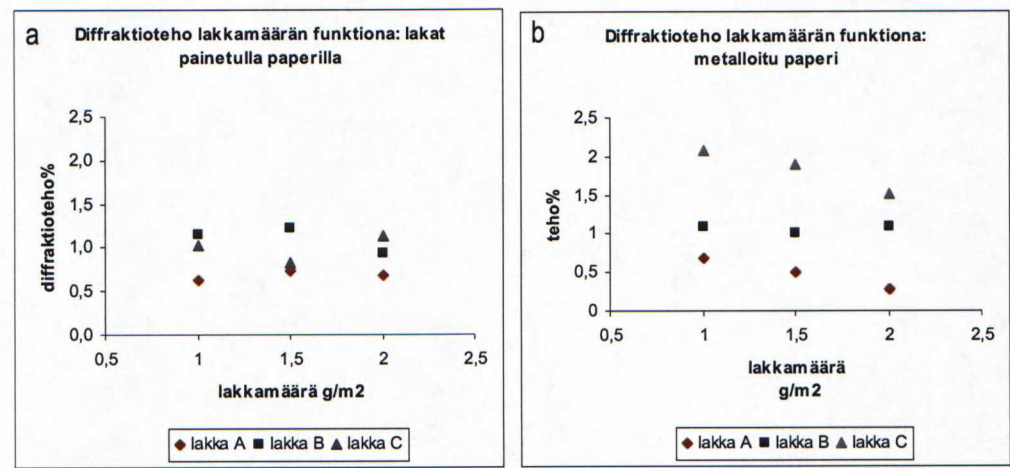 a
Diffraktioteho lakkamäärän funktiona: lakat
painetulla paperilla
2,5
2,0
1,5
1,0
0,5
0,0
diffraktioteho%
0,5 1 1,5 2 2,5
lakkamäärä g/m2
lakka A lakka B lakka C
b
Diffraktioteho lakkamäärän funktiona:
metalloitu paperi
2,5
2
1,5
1
0,5
0
teho%
0,5 1 1,5 2 2,5
lakkamäärä
g/m2
lakka A lakka B lakka C